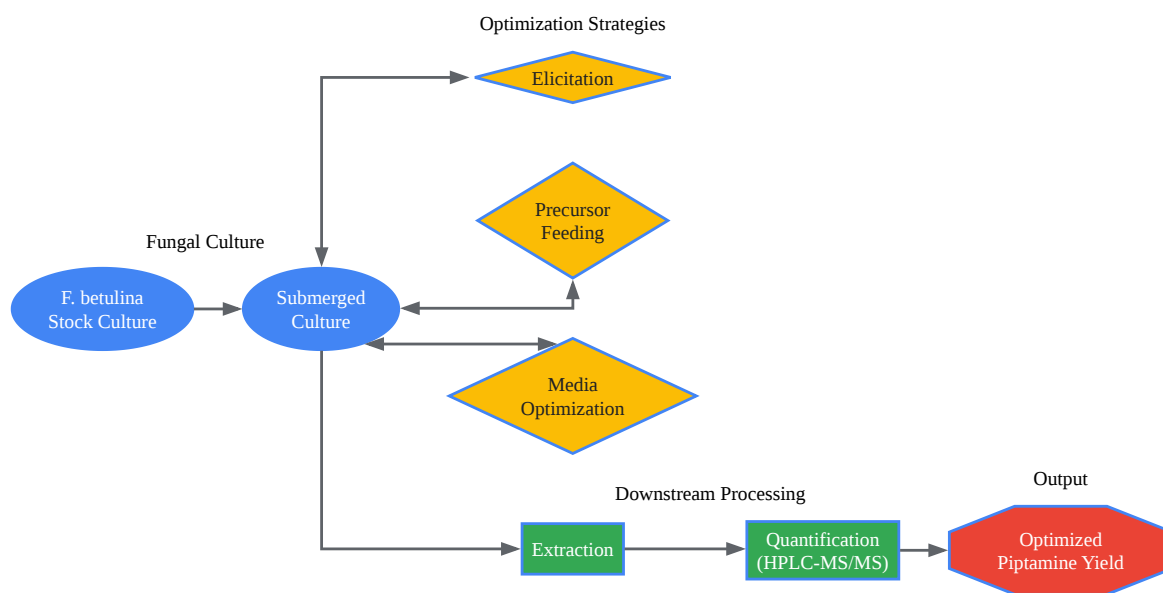 Optimization Strategies
Elicitation
Precursor
Feeding
Fungal Culture
F. betulina
Stock Culture
Submerged
Culture
Media
Optimization
Downstream Processing
Output
Extraction
Quantification
(HPLC-MS/MS)
Optimized
Piptamine Yield